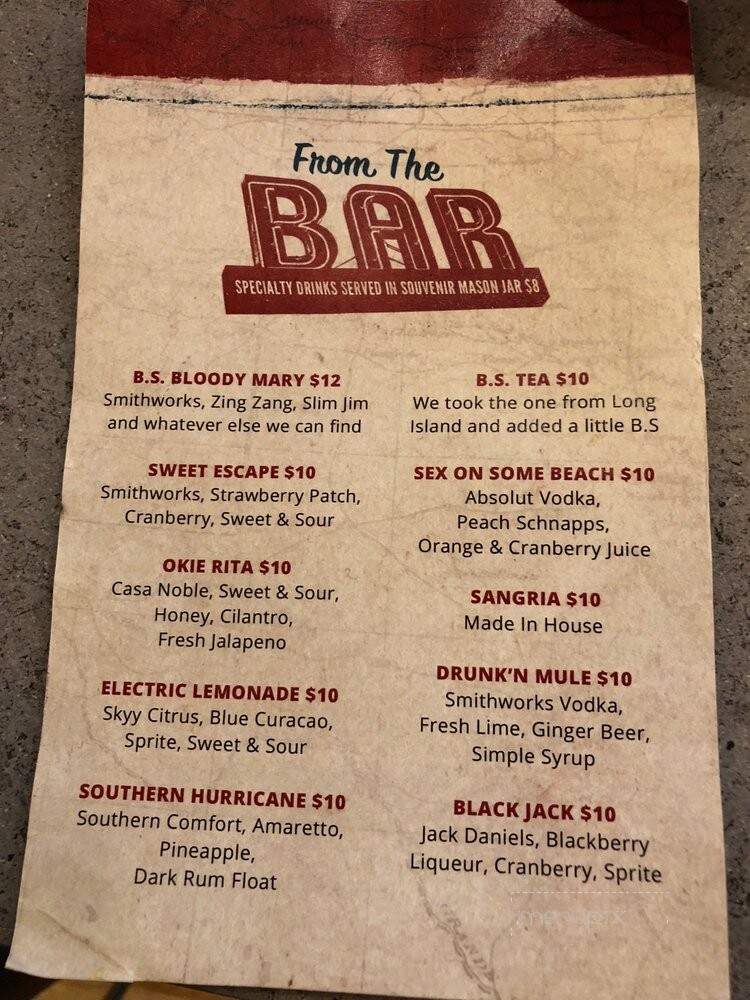 From The
BAR
SPECIALTY DRINKS SERVED IN SOUVENIR MASON JAR $8
B.S. BLOODY MARY $12
Smithworks, Zing Zang, Slim Jim
and whatever else we can find
SWEET ESCAPE $10
Smithworks, Strawberry Patch,
Cranberry, Sweet & Sour
OKIE RITA $10
Casa Noble, Sweet & Sour,
Honey, Cilantro,
Fresh Jalapeno
ELECTRIC LEMONADE $10
Skyy Citrus, Blue Curacao,
Sprite, Sweet & Sour
SOUTHERN HURRICANE $10
Southern Comfort, Amaretto,
Pineapple,
Dark Rum Float
B.S. TEA $10
We took the one from Long
Island and added a little B.S
SEX ON SOME BEACH $10
Absolut Vodka,
Peach Schnapps,
Orange & Cranberry Juice
SANGRIA $10
Made In House
DRUNK'N MULE $10
Smithworks Vodka,
Fresh Lime, Ginger Beer,
Simple Syrup
BLACK JACK $10
Jack Daniels, Blackberry
Liqueur, Cranberry, Sprite